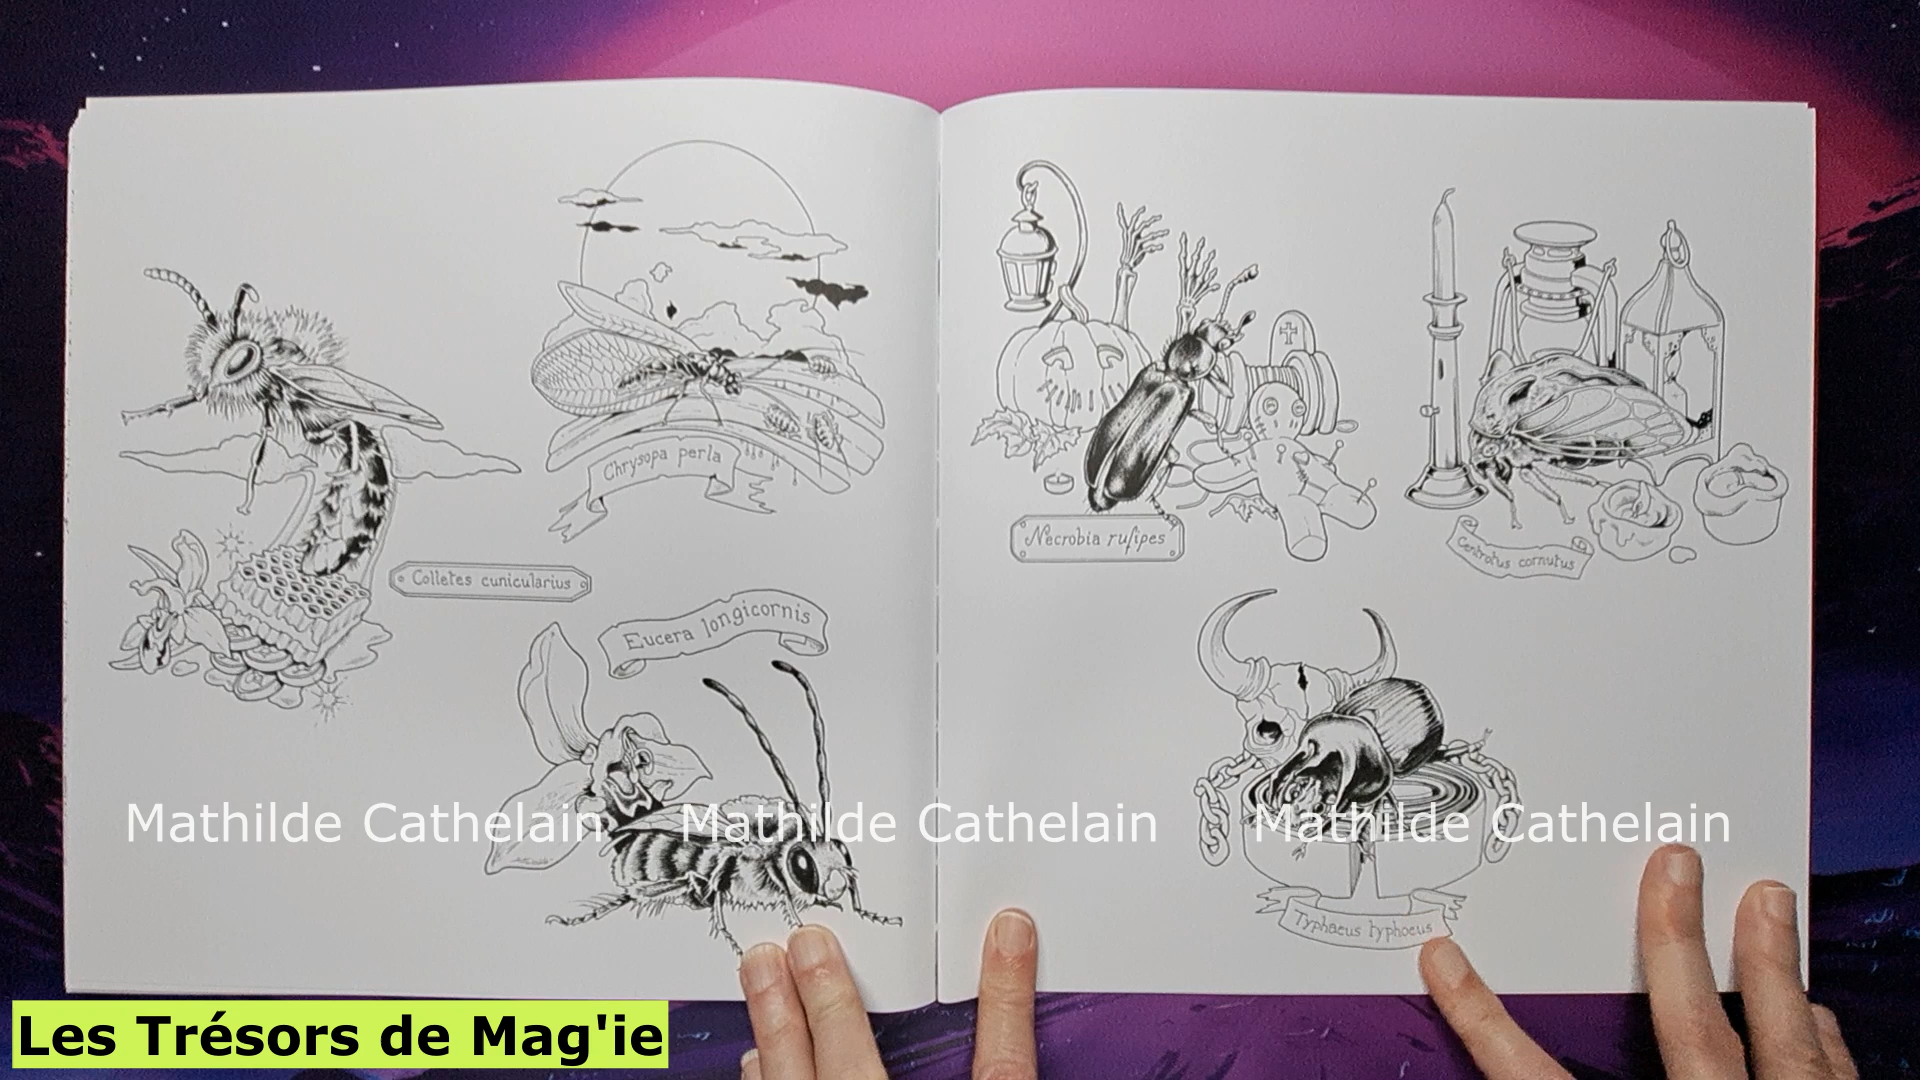 Chrysopa perla
Colletes cunicularius
Eucera longicornis
Necrobia rufipes
Centrotus cornutus
Typhaeus typhoeus
Mathilde Cathelain Mathilde Cathelain Mathilde Cathelain
Les Trésors de Mag'ie